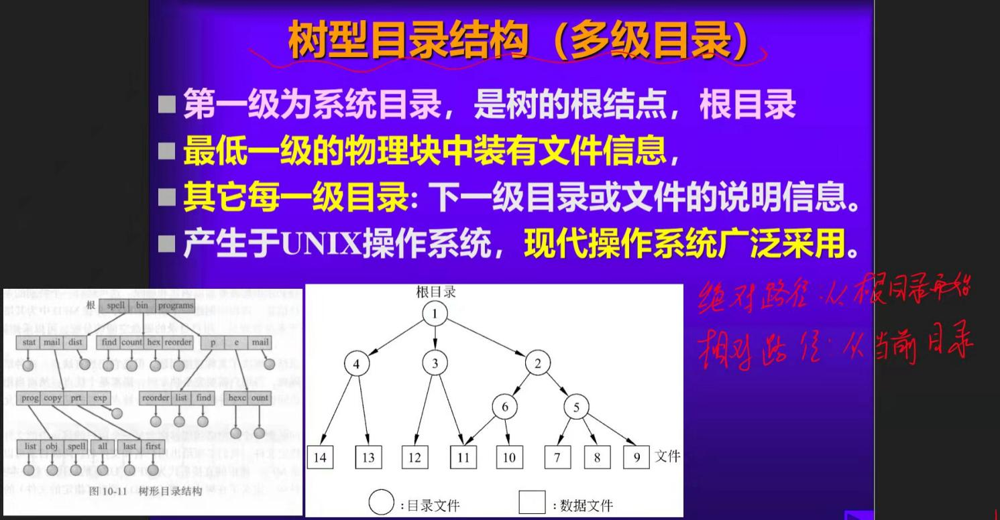 树型目录结构（多级目录）
第一级为系统目录，是树的根结点，根目录
最低一级的物理块中装有文件信息，
其它每一级目录: 下一级目录或文件的说明信息。
产生于UNIX操作系统，现代操作系统广泛采用。
绝对路径:从根目录开始
相对路径:从当前目录
根 spell bin programs
stat mail dist find count hex reorder p e mail
prog copy prt exp reorder list find hexc ount
list obj spell all last first
图 10-11 树形目录结构
根目录
1
4 3 2
6 5
14 13 12 11 10 7 8 9 文件
:目录文件 :数据文件